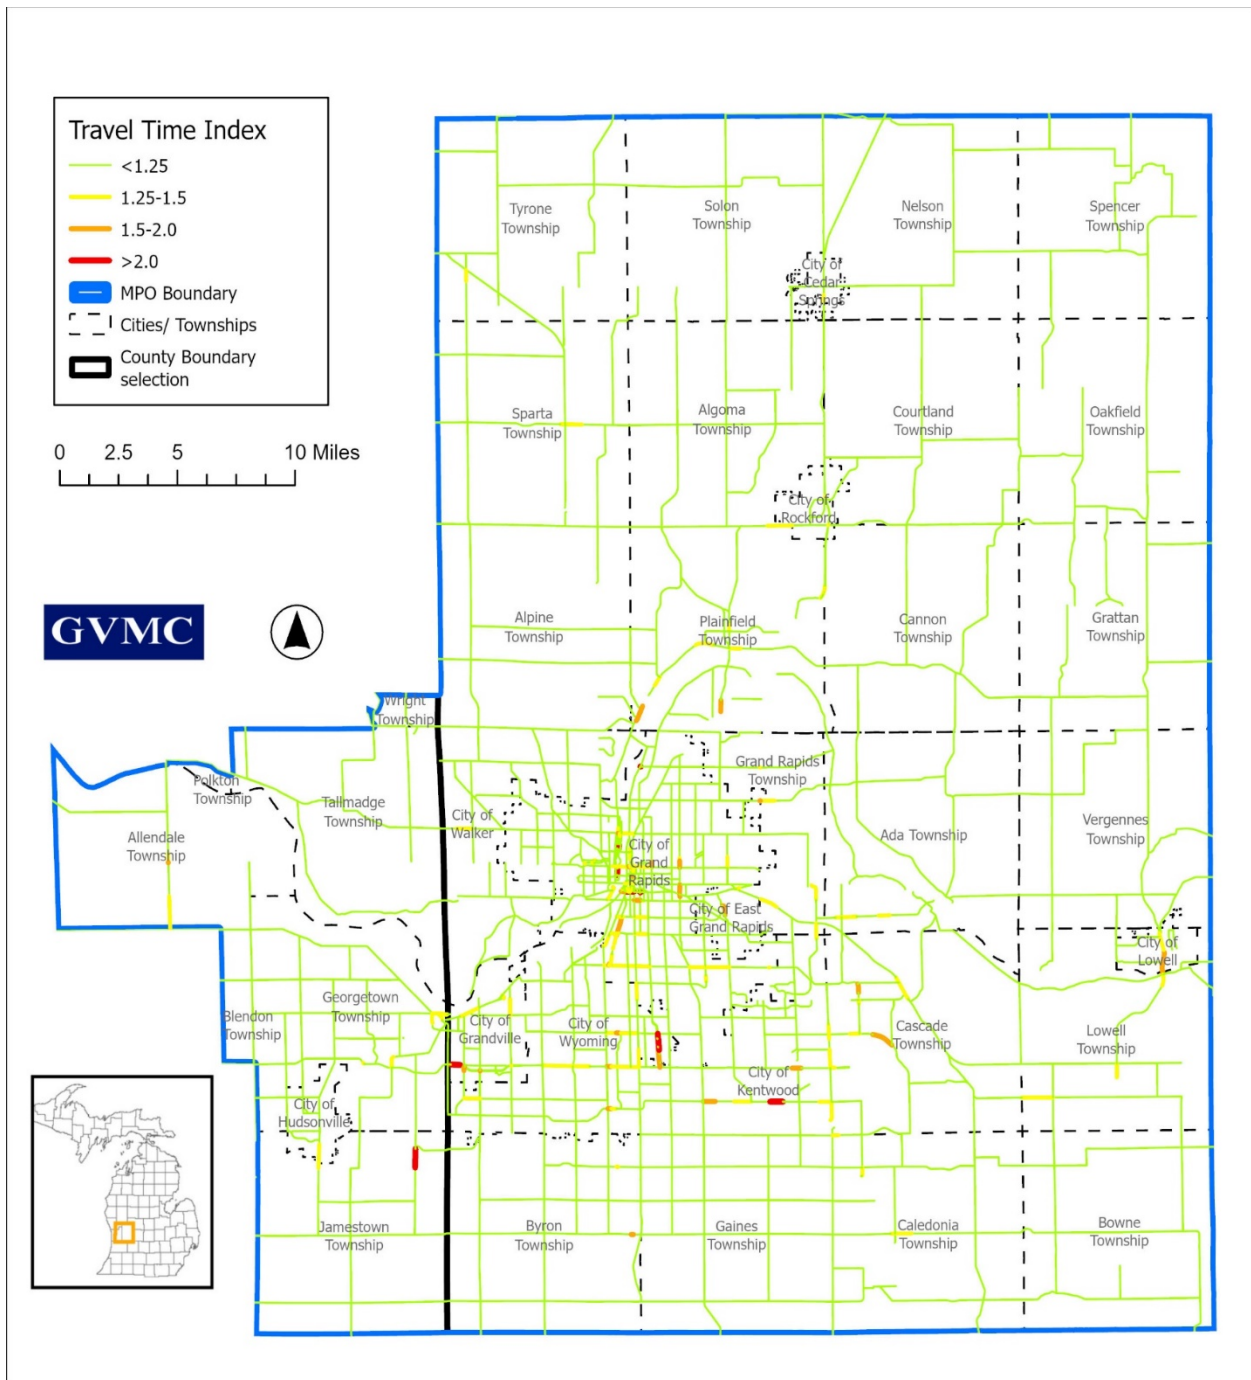 Travel Time Index
<1.25
1.25-1.5
1.5-2.0
>2.0
MPO Boundary
Cities/ Townships
County Boundary
selection
0 2.5 5 10 Miles
GVMC
Tyrone
Township
Solon
Township
Nelson
Township
Spencer
Township
City of
Cedar
Springs
Sparta
Township
Algoma
Township
Courtland
Township
Oakfield
Township
City of
Rockford
Alpine
Township
Plainfield
Township
Cannon
Township
Grattan
Township
Wright
Township
Polkton
Township
Tallmadge
Township
Allendale
Township
City of
Walker
Grand Rapids
Township
City of
Grand
Rapids
Ada Township
Vergennes
Township
City of East
Grand Rapids
City of
Lowell
Georgetown
Township
Blendon
Township
City of
Grandville
City of
Wyoming
Cascade
Township
Lowell
Township
City of
Kentwood
City of
Hudsonville
Jamestown
Township
Byron
Township
Gaines
Township
Caledonia
Township
Bowne
Township